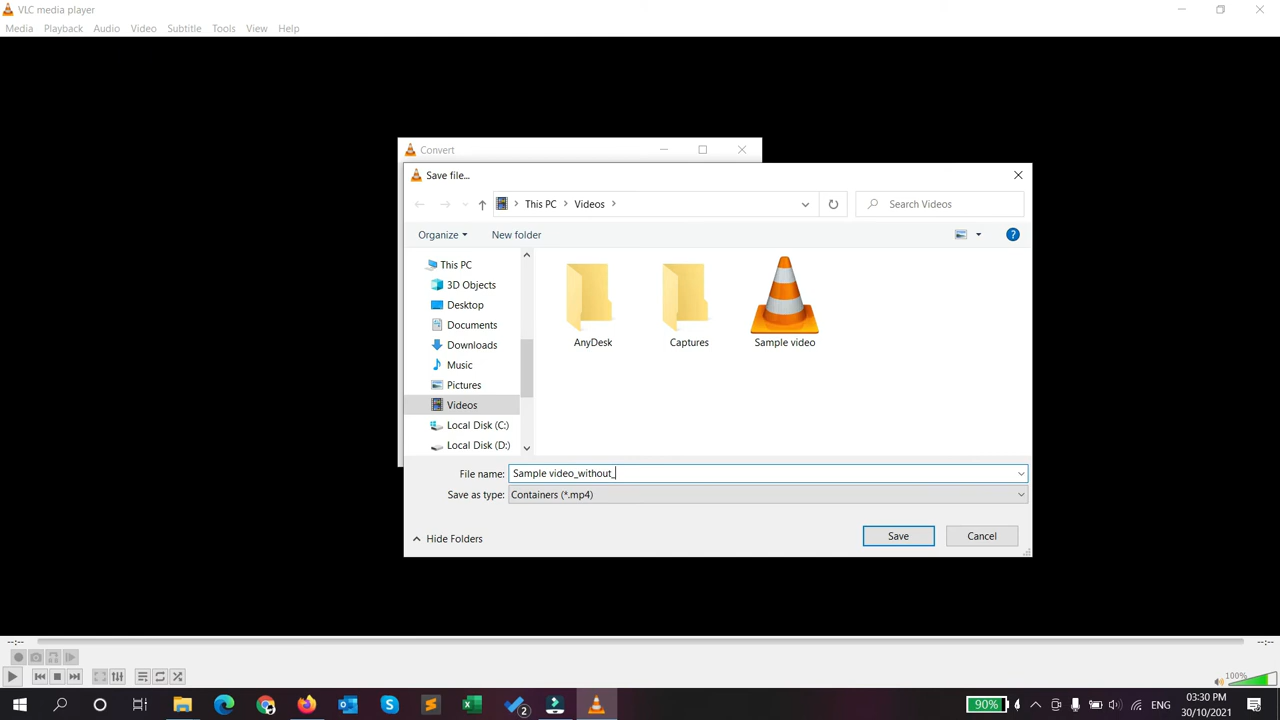 VLC media player
Media Playback Audio Video Subtitle Tools View Help
Convert
Save file...
This PC Videos
Search Videos
Organize New folder
This PC
3D Objects
Desktop
Documents
Downloads
Music
Pictures
Videos
Local Disk (C:)
Local Disk (D:)
AnyDesk Captures Sample video
File name: Sample video_without_
Save as type: Containers (*.mp4)
Hide Folders Save Cancel
--:-- --:--
100%
2
90%
ENG
03:30 PM
30/10/2021